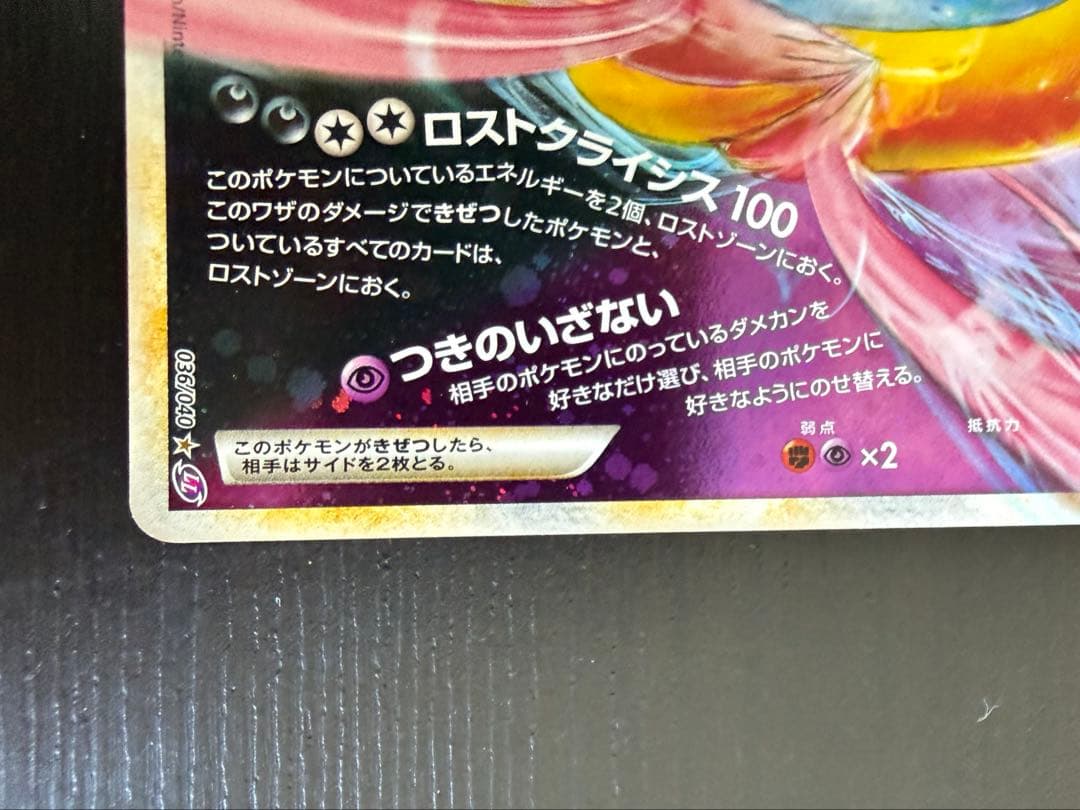 n/Ninte
ロストクライシス 100
このポケモンについているエネルギーを2個、ロストゾーンにおく。
このワザのダメージできぜつしたポケモンと、
ついているすべてのカードは、
ロストゾーンにおく。
つきのいざない
相手のポケモンにのっているダメカンを
好きなだけ選び、相手のポケモンに
好きなようにのせ替える。
弱点
×2
抵抗力
このポケモンがきぜつしたら、
相手はサイドを2枚とる。
036/040
LL